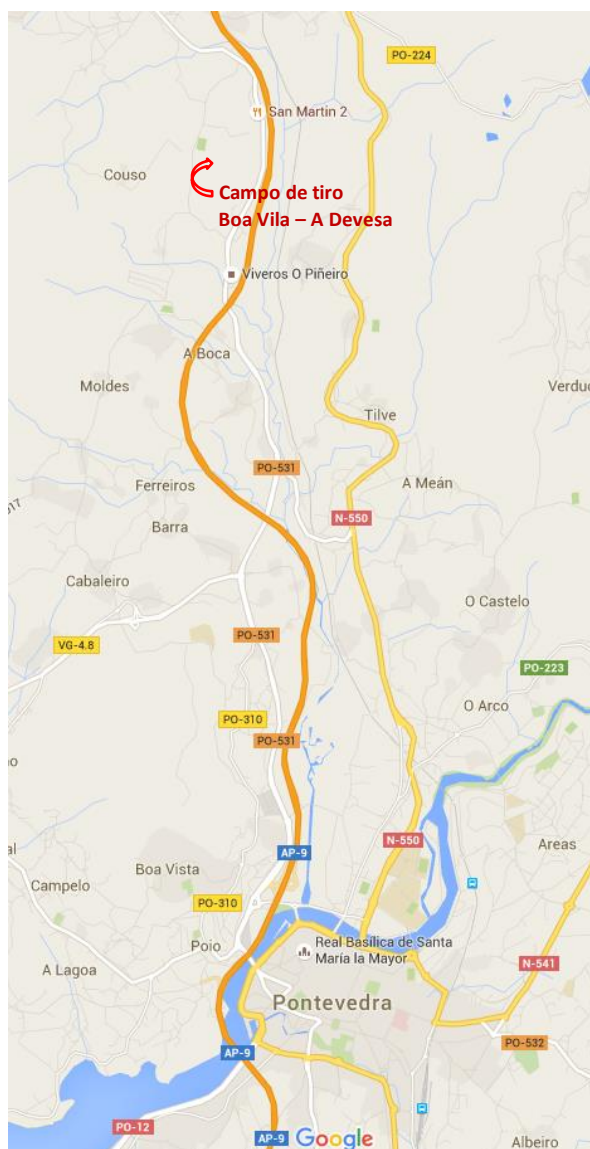 PO-224
San Martin 2
Couso
Campo de tiro
Boa Vila – A Devesa
Viveros O Piñeiro
A Boca
Moldes
Verduc
Tilve
PO-531
A Meán
Ferreiros
N-550
Barra
Cabaleiro
O Castelo
PO-531
VG-4.8
PO-223
O Arco
PO-310
PO-531
N-550
Areas
AP-9
Boa Vista
Campelo
PO-310
Real Basílica de Santa
María la Mayor
Poio
A Lagoa
N-541
Pontevedra
PO-532
AP-9
PO-12
AP-9
Google
Albeiro